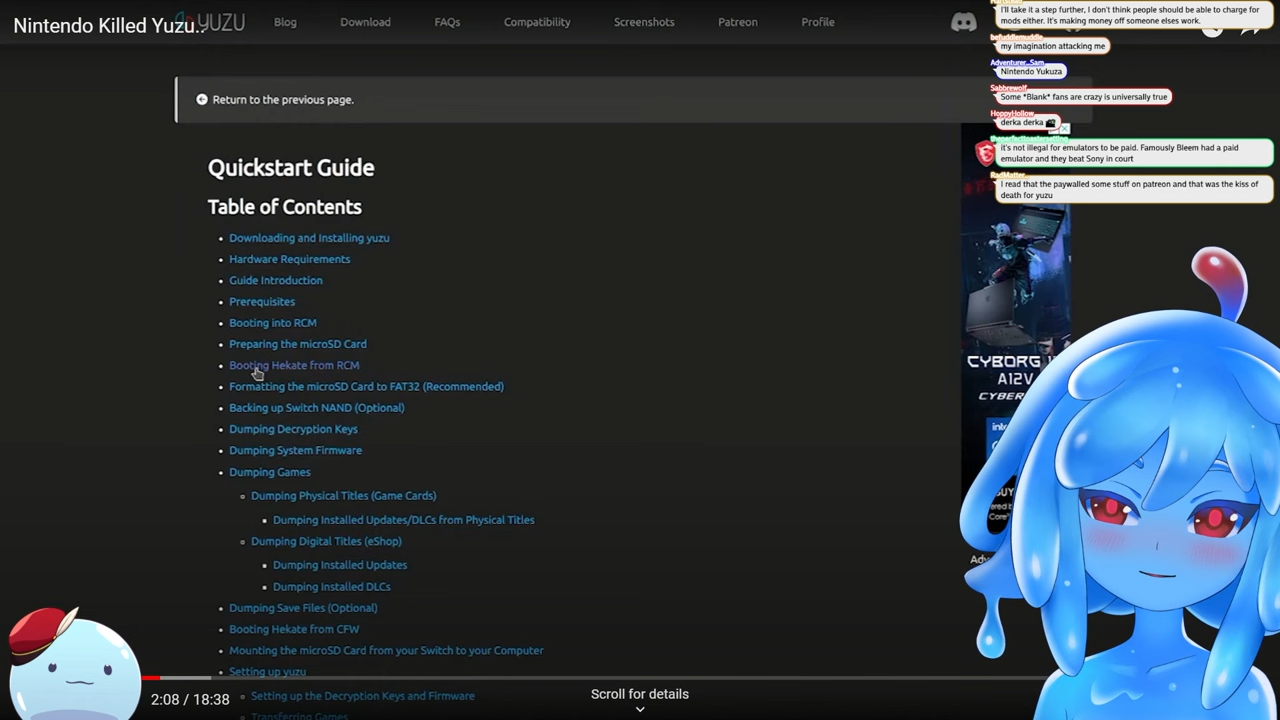 Nintendo Killed Yuzu..
YUZU
Blog
Download
FAQs
Compatibility
Screenshots
Patreon
Profile
Return to the previous
Quickstart Guide
Table of Contents
Downloading and Installing yuzu
Hardware Requirements
Guide Introduction
Prerequisites
Booting into RCM
Preparing the microSD Card
Booting Hekate from RCM
Formatting the microSD Card to FAT32 (Recommended)
Backing up Switch NAND (Optional)
Dumping Decryption Keys
Dumping System Firmware
Dumping Games
Dumping Physical Titles (Game Cards)
Dumping Installed Updates/DLCs from Physical Titles
Dumping Digital Titles (eShop)
Dumping Installed Updates
Dumping Installed DLCs
Dumping Save Files (Optional)
Booting Hekate from CFW
Mounting the microSD Card from your Switch to your Computer
Setting up yuzu
Setting up the Decryption Keys and Firmware
Transferring Games
2:08 / 18:38
Scroll for details
I'll take it a step further, I don't think people should be able to charge for
mods either. It's making money off someone elses work.
befuddlemuddle
my imagination attacking me
Adventurer_Sam
Nintendo Yukuza
Sabbrewolf
Some *Blank* fans are crazy is universally true
HoppyHollow
derka derka
it's not illegal for emulators to be paid. Famously Bleem had a paid
emulator and they beat Sony in court
RadMatter
I read that the paywalled some stuff on patreon and that was the kiss of
death for yuzu
CYBORG
A12V